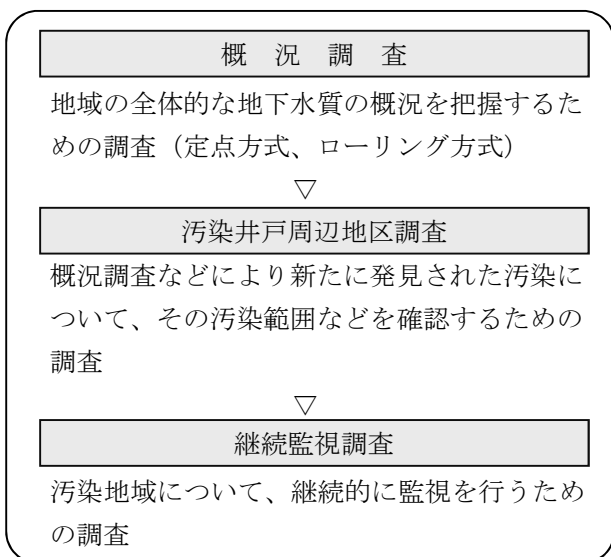 概 況 調 査
地域の全体的な地下水質の概況を把握するた
めの調査（定点方式、ローリング方式）
▽
汚染井戸周辺地区調査
概況調査などにより新たに発見された汚染に
ついて、その汚染範囲などを確認するための
調査
▽
継続監視調査
汚染地域について、継続的に監視を行うため
の調査